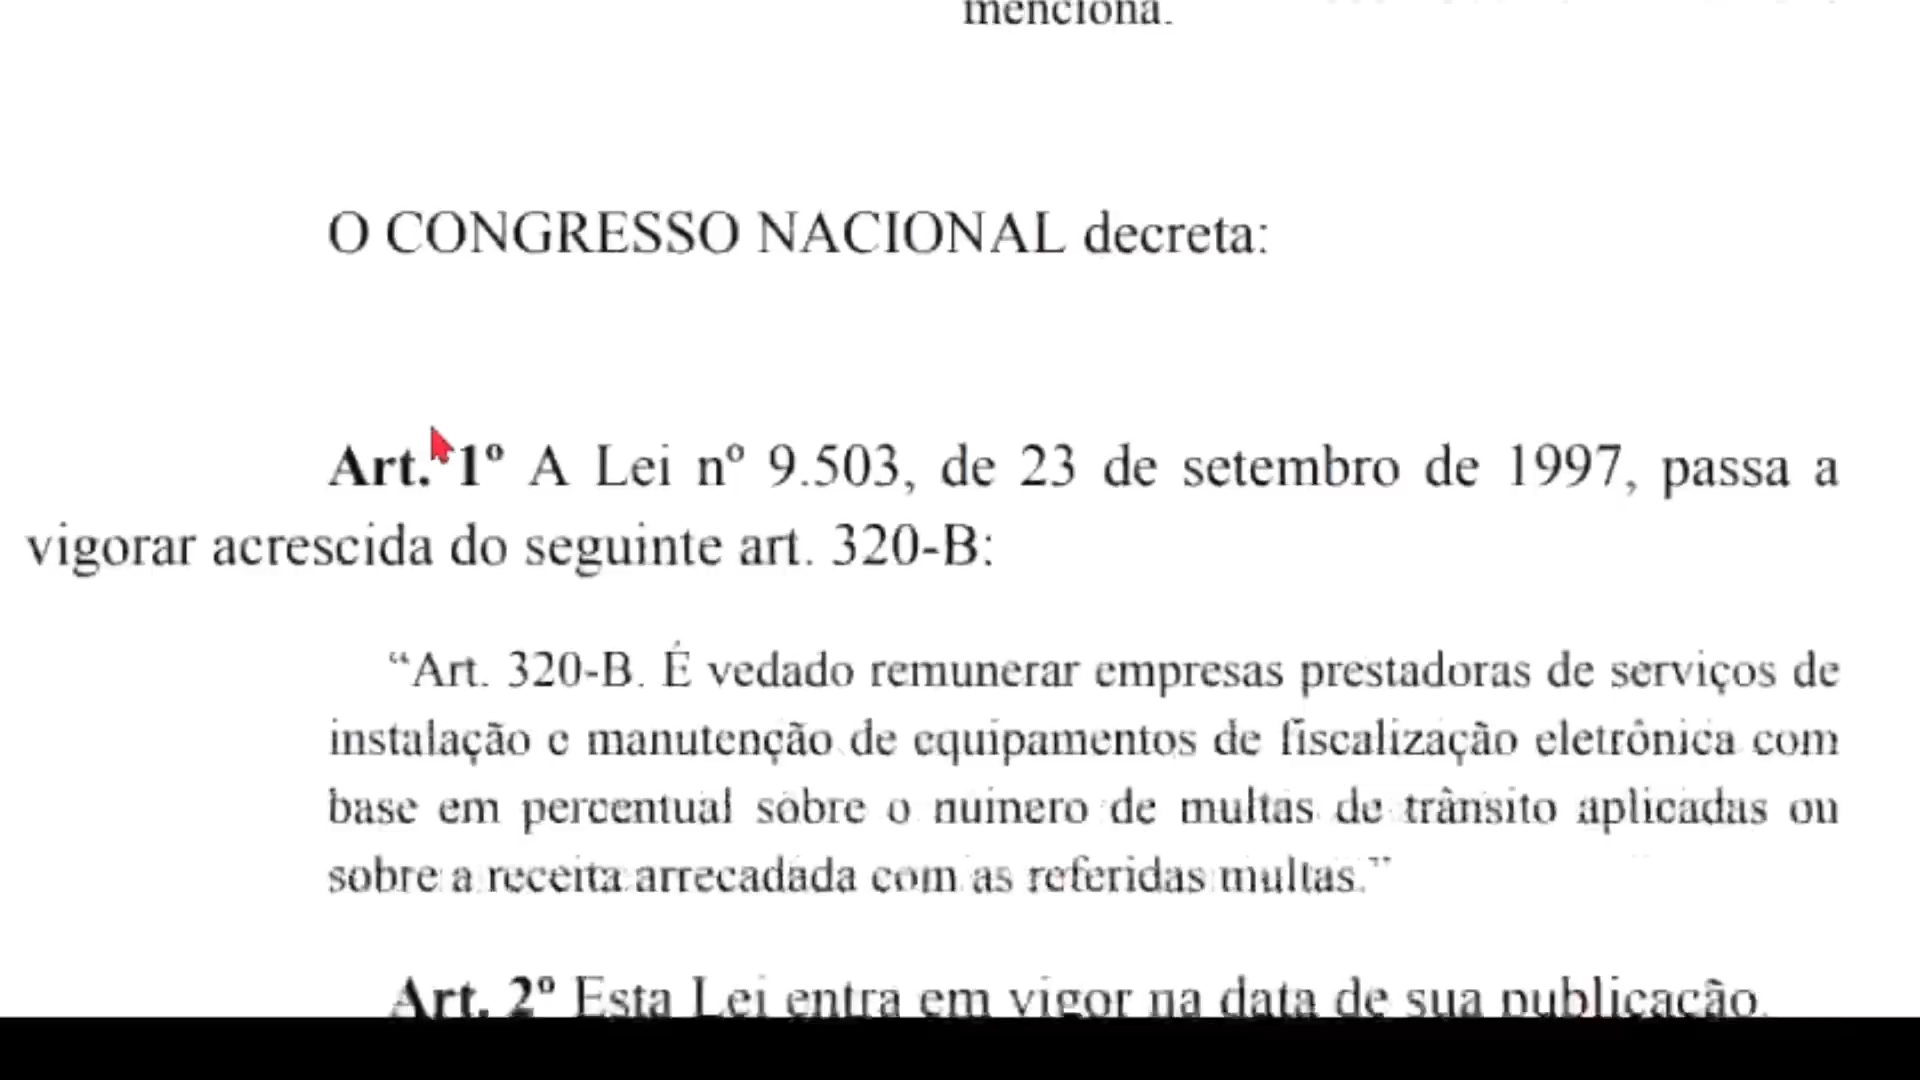 menciona.
O CONGRESSO NACIONAL decreta:
Art. 1º A Lei nº 9.503, de 23 de setembro de 1997, passa a
vigorar acrescida do seguinte art. 320-B:
“Art. 320-B. É vedado remunerar empresas prestadoras de serviços de
instalação e manutenção de equipamentos de fiscalização eletrônica com
base em percentual sobre o número de multas de trânsito aplicadas ou
sobre a receita arrecadada com as referidas multas.”
Art. 2º Esta Lei entra em vigor na data de sua publicação.